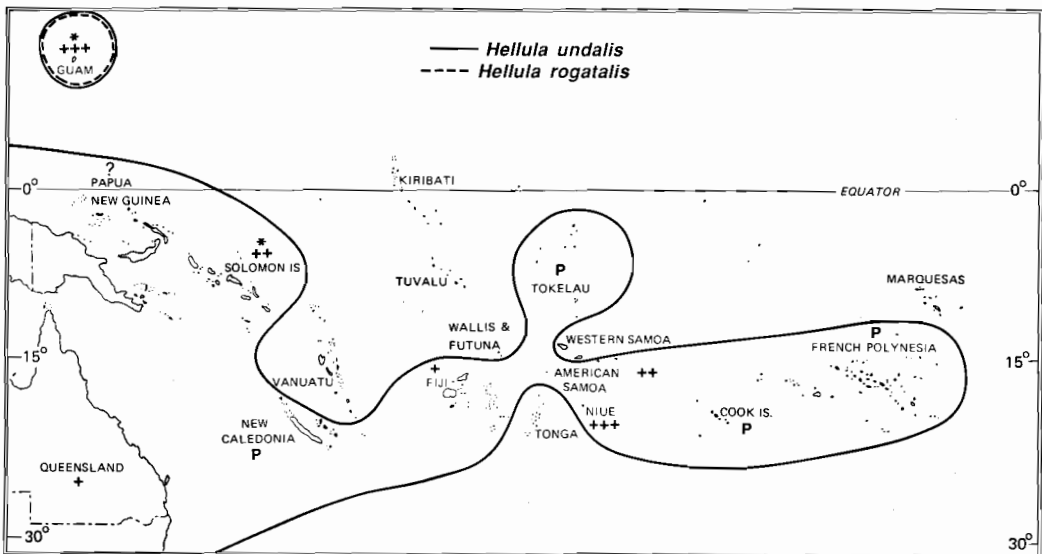 *
+++
GUAM
Hellula undalis
Hellula rogatalis
?
0°
PAPUA
NEW GUINEA
KIRIBATI
EQUATOR
0°
*
++
SOLOMON IS
TUVALU
P
TOKELAU
MARQUESAS
WALLIS &
FUTUNA
WESTERN SAMOA
P
FRENCH POLYNESIA
15°
VANUATU
+
FIJI
AMERICAN
SAMOA
++
15°
NEW
CALEDONIA
P
TONGA
NIUE
+++
COOK IS.
P
QUEENSLAND
+
30°
30°